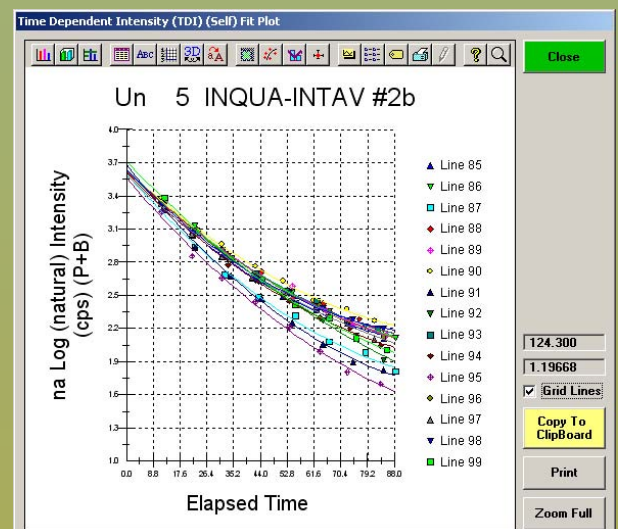 Time Dependent Intensity (TDI) (Self) Fit Plot
ABC 3D A A ?
Close
Un 5 INQUA-INTAV #2b
na Log (natural) Intensity
(cps) (P+B)
4.0
3.7
3.4
3.1
2.8
2.5
2.2
1.9
1.6
1.3
1.0
0.0 8.8 17.6 26.4 35.2 44.0 52.8 61.6 70.4 79.2 88.0
Elapsed Time
Line 85
Line 86
Line 87
Line 88
Line 89
Line 90
Line 91
Line 92
Line 93
Line 94
Line 95
Line 96
Line 97
Line 98
Line 99
124.300
1.19668
Grid Lines
Copy To
ClipBoard
Print
Zoom Full